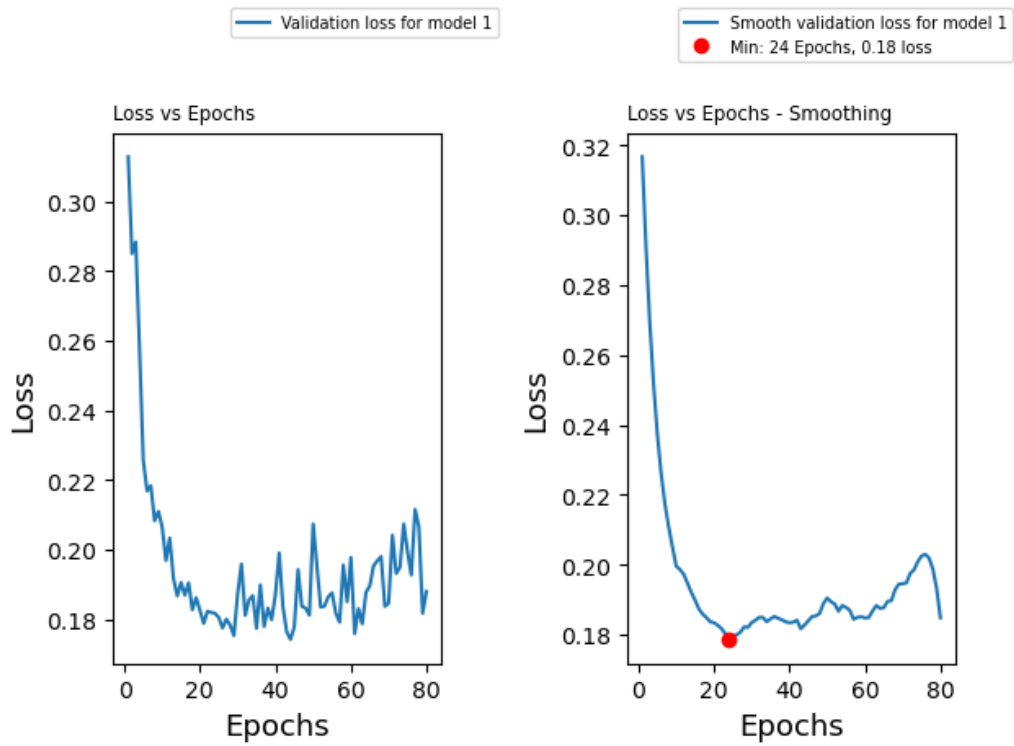 Validation loss for model 1
Smooth validation loss for model 1
Min: 24 Epochs, 0.18 loss
Loss vs Epochs
0.30
0.28
0.26
0.24
0.22
0.20
0.18
Loss
0 20 40 60 80
Epochs
Loss vs Epochs - Smoothing
0.32
0.30
0.28
0.26
0.24
0.22
0.20
0.18
Loss
0 20 40 60 80
Epochs